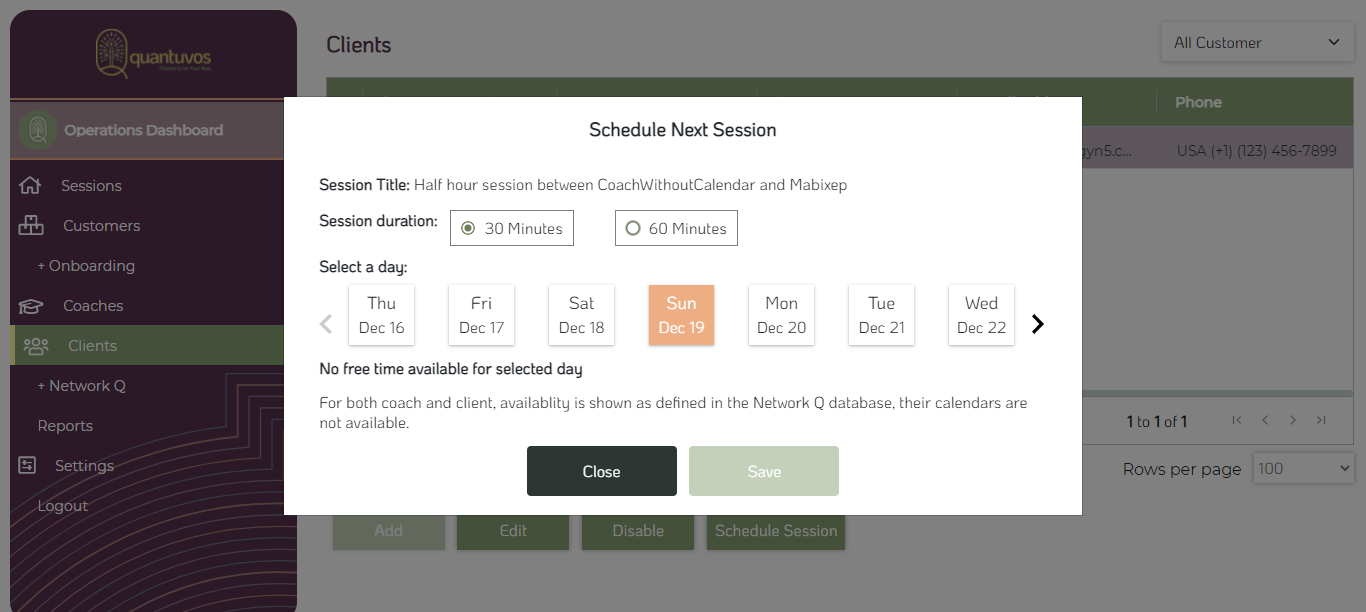 quantuvos
Operations Dashboard
Sessions
Customers
+ Onboarding
Coaches
Clients
+ Network Q
Reports
Settings
Logout
Clients
All Customer
Phone
gyn5.c...
USA (+1) (123) 456-7899
Schedule Next Session
Session Title: Half hour session between CoachWithoutCalendar and Mabixep
Session duration: 30 Minutes 60 Minutes
Select a day:
Thu Fri Sat Sun Mon Tue Wed
Dec 16 Dec 17 Dec 18 Dec 19 Dec 20 Dec 21 Dec 22
No free time available for selected day
For both coach and client, availablity is shown as defined in the Network Q database, their calendars are
not available.
Close Save
1 to 1 of 1
Rows per page 100
Add Edit Disable Schedule Session